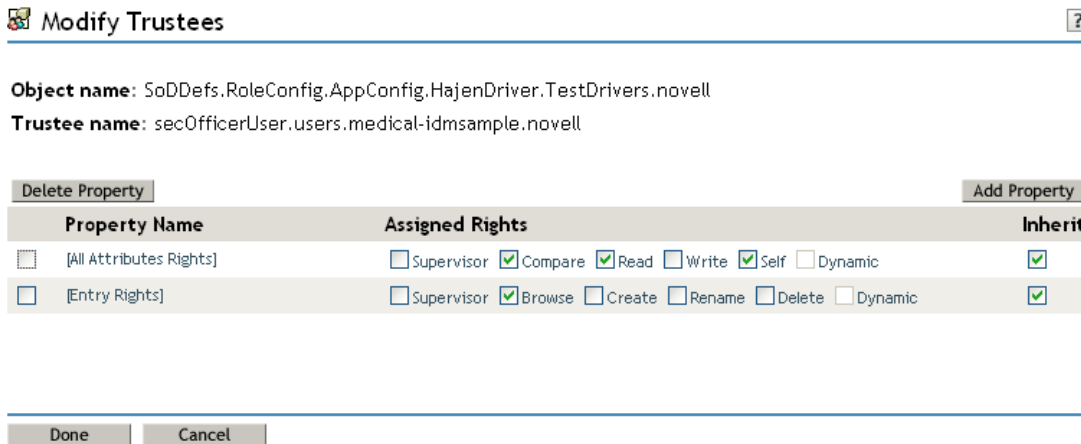 Modify Trustees
?
Object name: SoDDefs.RoleConfig.AppConfig.HajenDriver.TestDrivers.novell
Trustee name: secOfficerUser.users.medical-idmsample.novell
Delete Property Add Property
Property Name Assigned Rights Inherit
[All Attributes Rights] Supervisor Compare Read Write Self Dynamic
[Entry Rights] Supervisor Browse Create Rename Delete Dynamic
Done Cancel